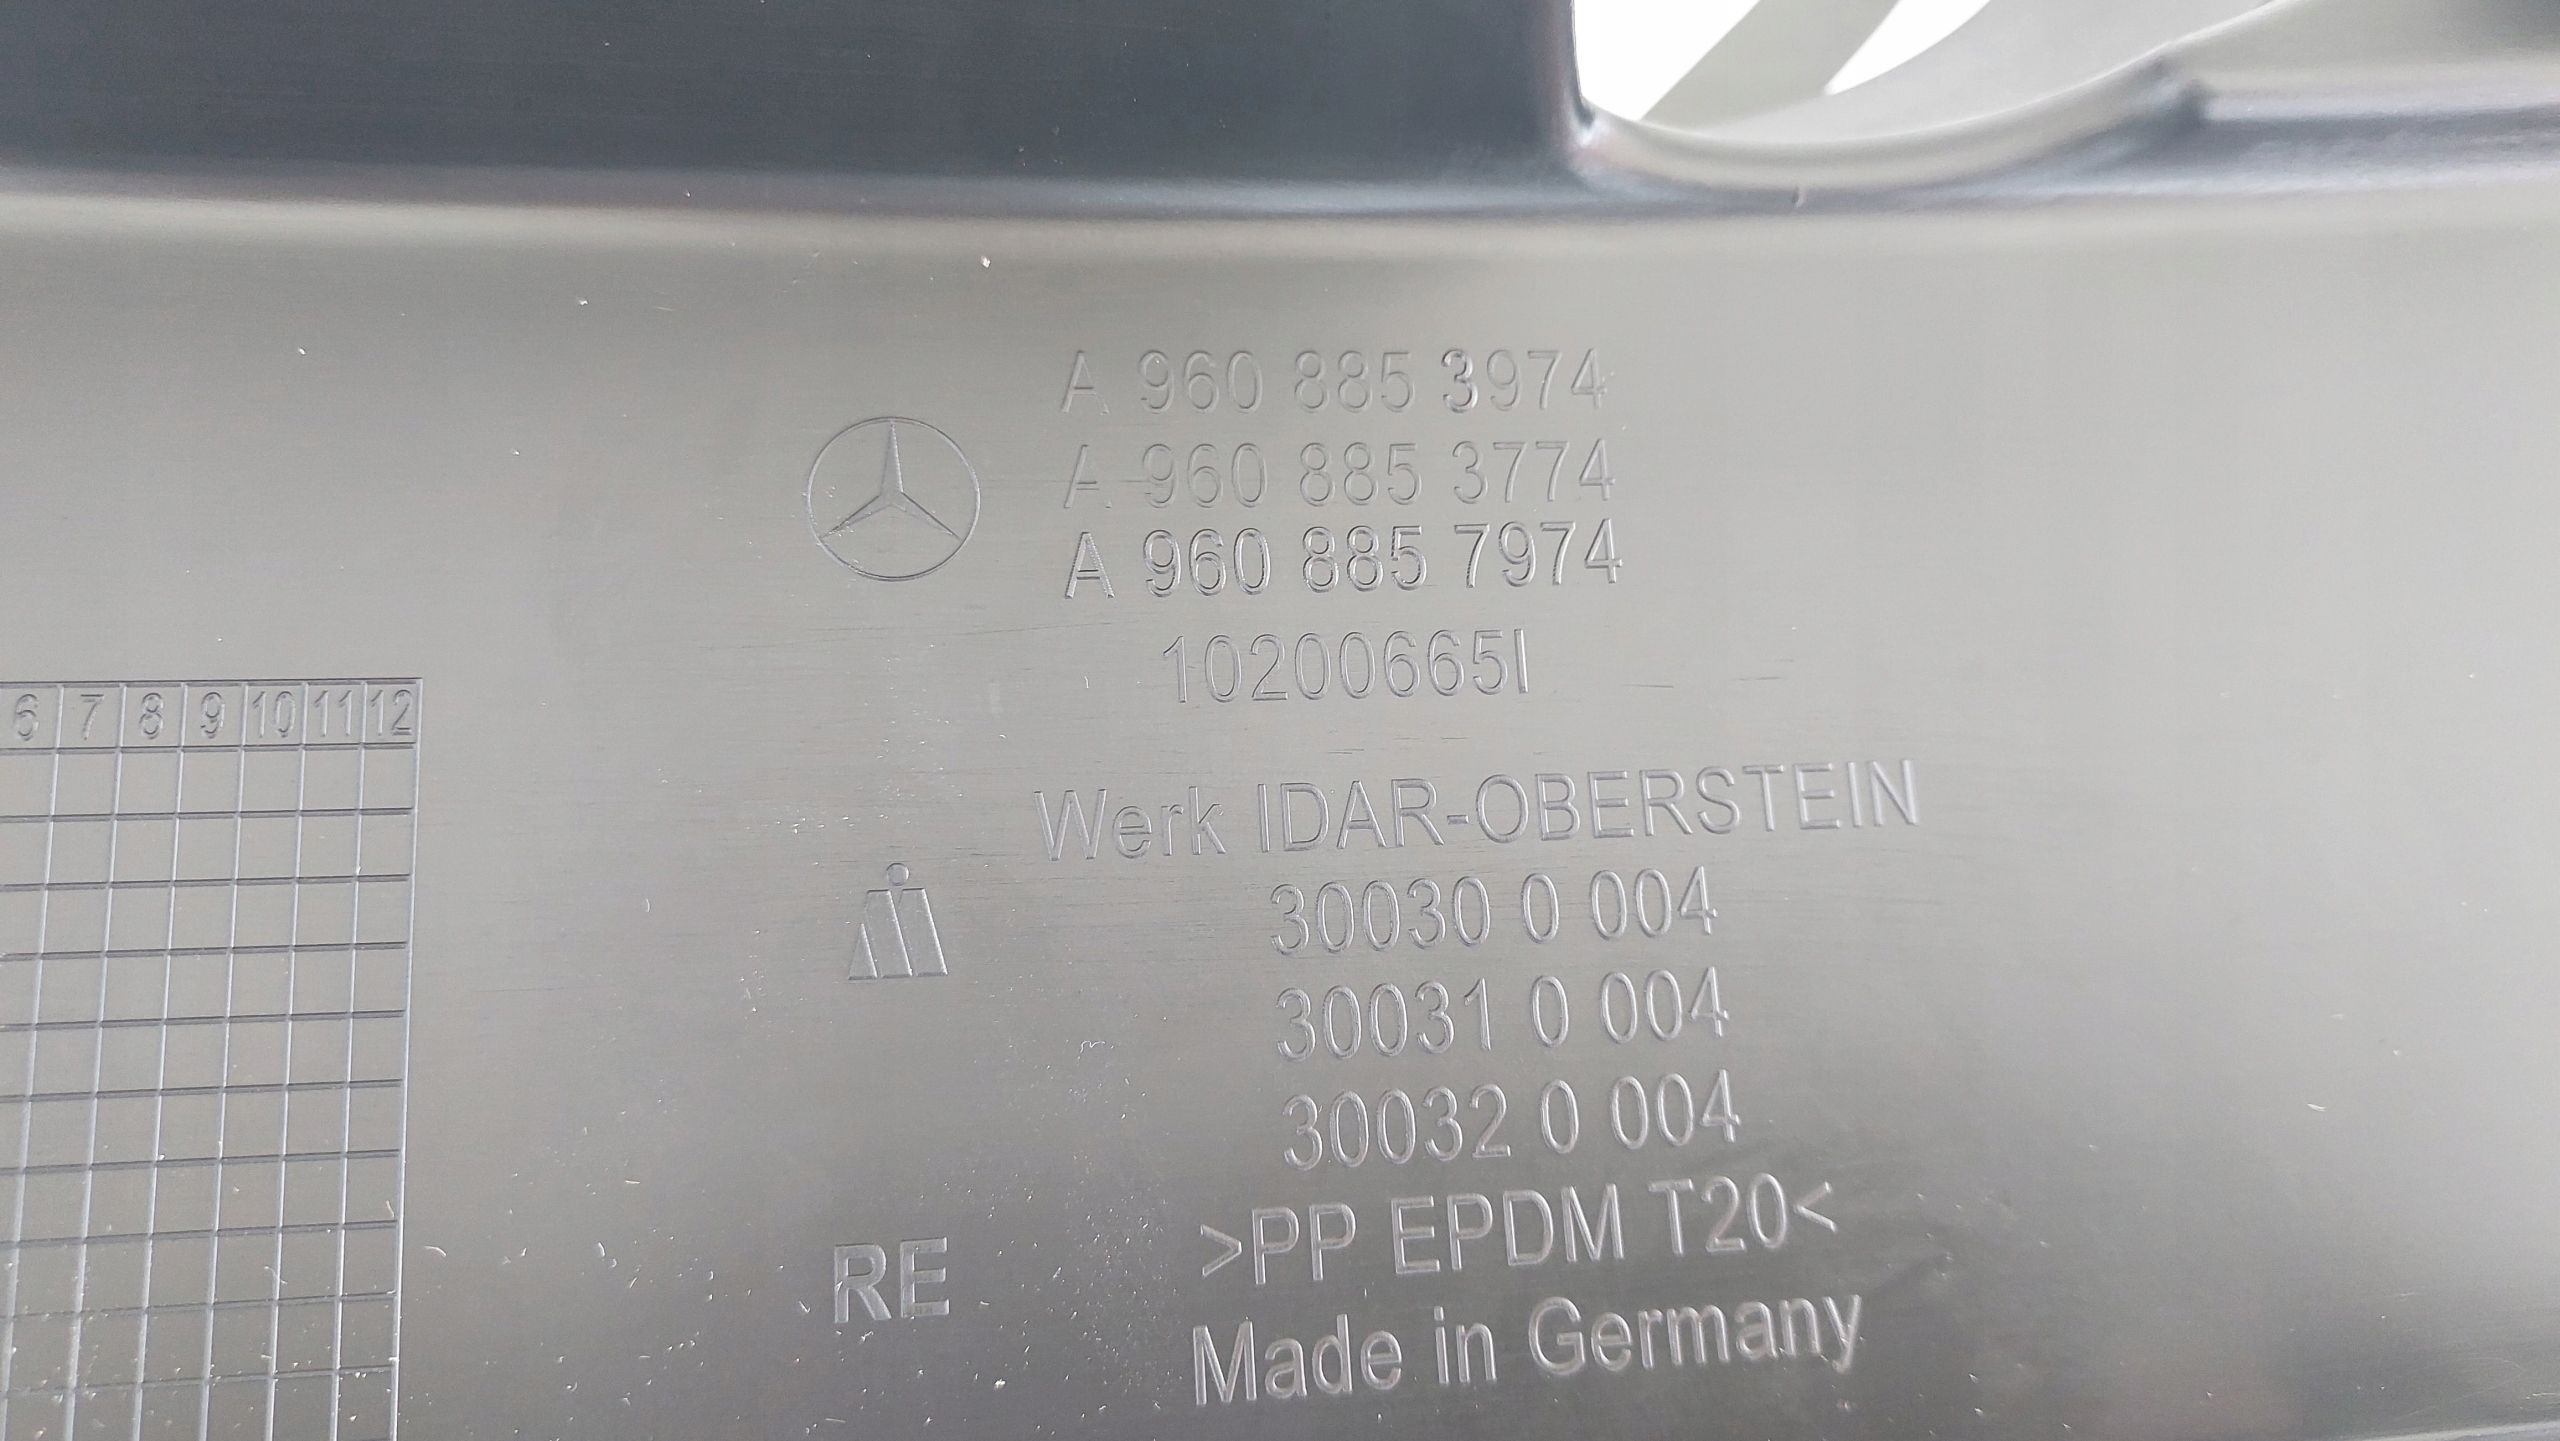 A 960 885 3974
A 960 885 3774
A 960 885 7974
10200665I
6 7 8 9 10 11 12
Werk IDAR-OBERSTEIN
30030 0 004
30031 0 004
30032 0 004
>PP EPDM T20<
RE
Made in Germany